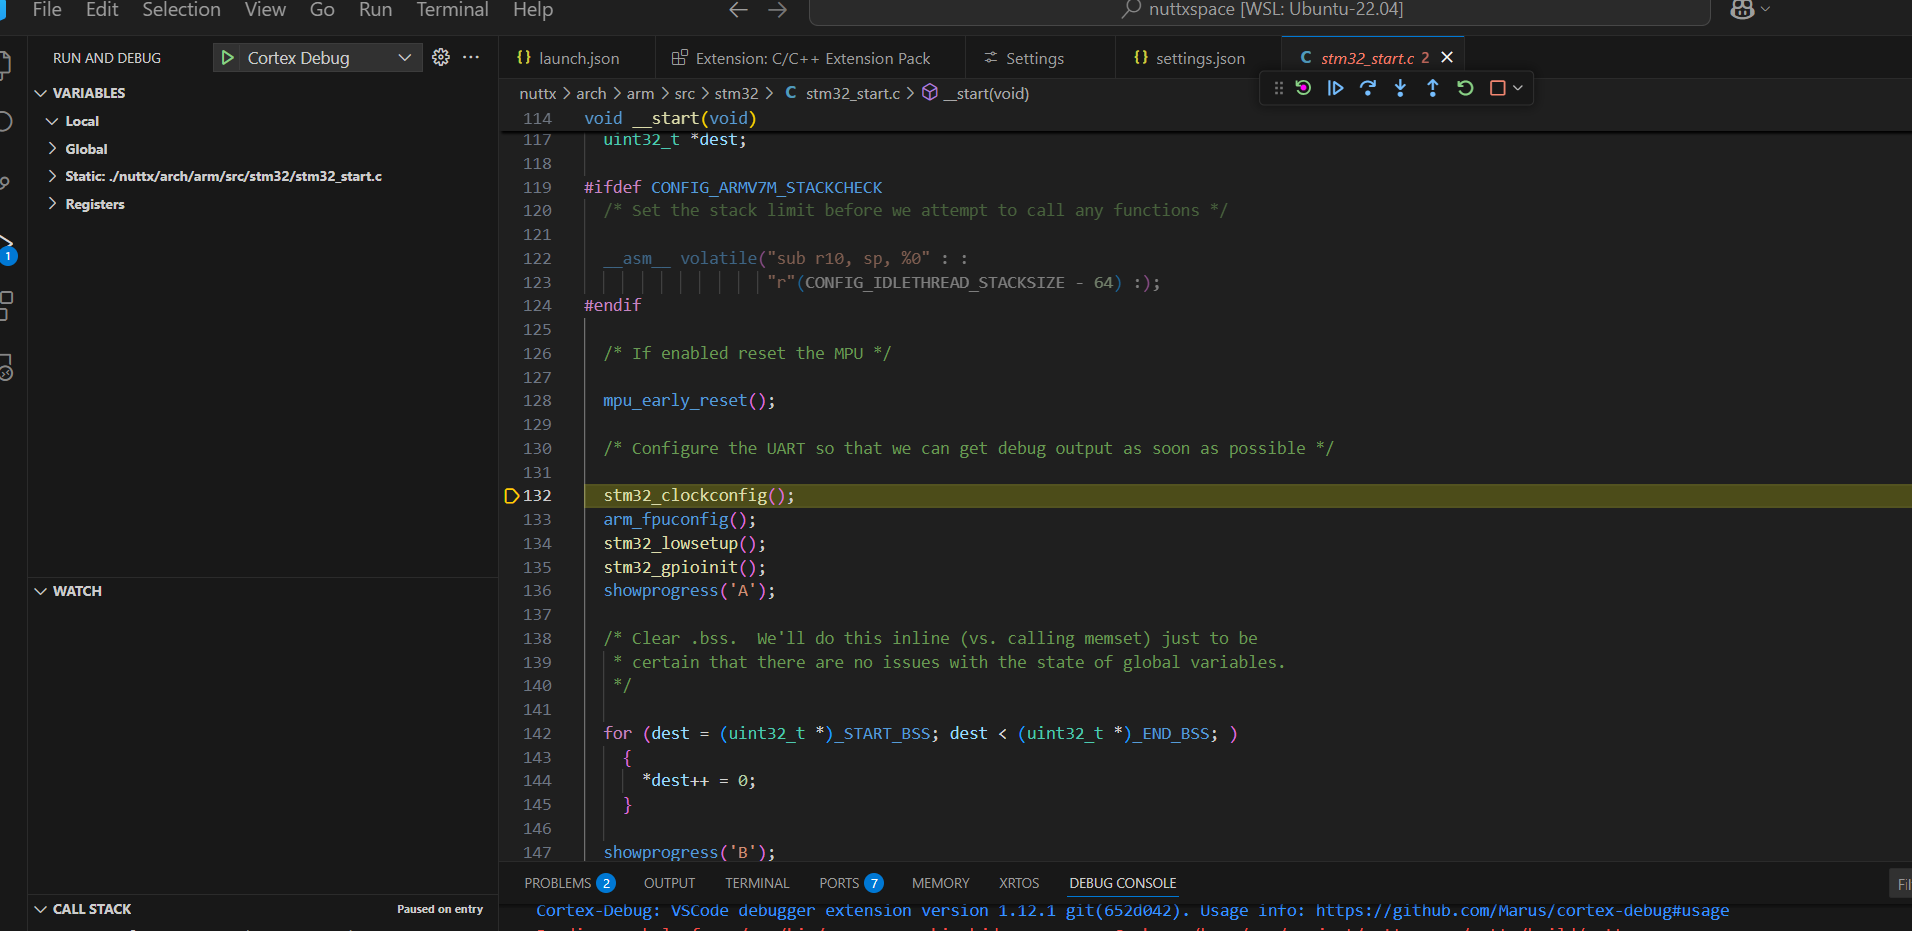 File Edit Selection View Go Run Terminal Help
nuttxspace [WSL: Ubuntu-22.04]
RUN AND DEBUG
Cortex Debug
launch.json
Extension: C/C++ Extension Pack
Settings
settings.json
C stm32_start.c 2
VARIABLES
Local
Global
Static: ./nuttx/arch/arm/src/stm32/stm32_start.c
Registers
1
WATCH
CALL STACK
Paused on entry
nuttx > arch > arm > src > stm32 > C stm32_start.c > __start(void)
114 void __start(void)
117 uint32_t *dest;
118
119 #ifdef CONFIG_ARMV7M_STACKCHECK
120 /* Set the stack limit before we attempt to call any functions */
121
122 __asm__ volatile("sub r10, sp, %0" : :
123 "r"(CONFIG_IDLETHREAD_STACKSIZE - 64) :);
124 #endif
125
126 /* If enabled reset the MPU */
127
128 mpu_early_reset();
129
130 /* Configure the UART so that we can get debug output as soon as possible */
131
132 stm32_clockconfig();
133 arm_fpuconfig();
134 stm32_lowsetup();
135 stm32_gpioinit();
136 showprogress('A');
137
138 /* Clear .bss.  We'll do this inline (vs. calling memset) just to be
139 * certain that there are no issues with the state of global variables.
140 */
141
142 for (dest = (uint32_t *)_START_BSS; dest < (uint32_t *)_END_BSS; )
143 {
144 *dest++ = 0;
145 }
146
147 showprogress('B');
PROBLEMS 2 OUTPUT TERMINAL PORTS 7 MEMORY XRTOS DEBUG CONSOLE
Cortex-Debug: VSCode debugger extension version 1.12.1 git(652d042). Usage info: https://github.com/Marus/cortex-debug#usage